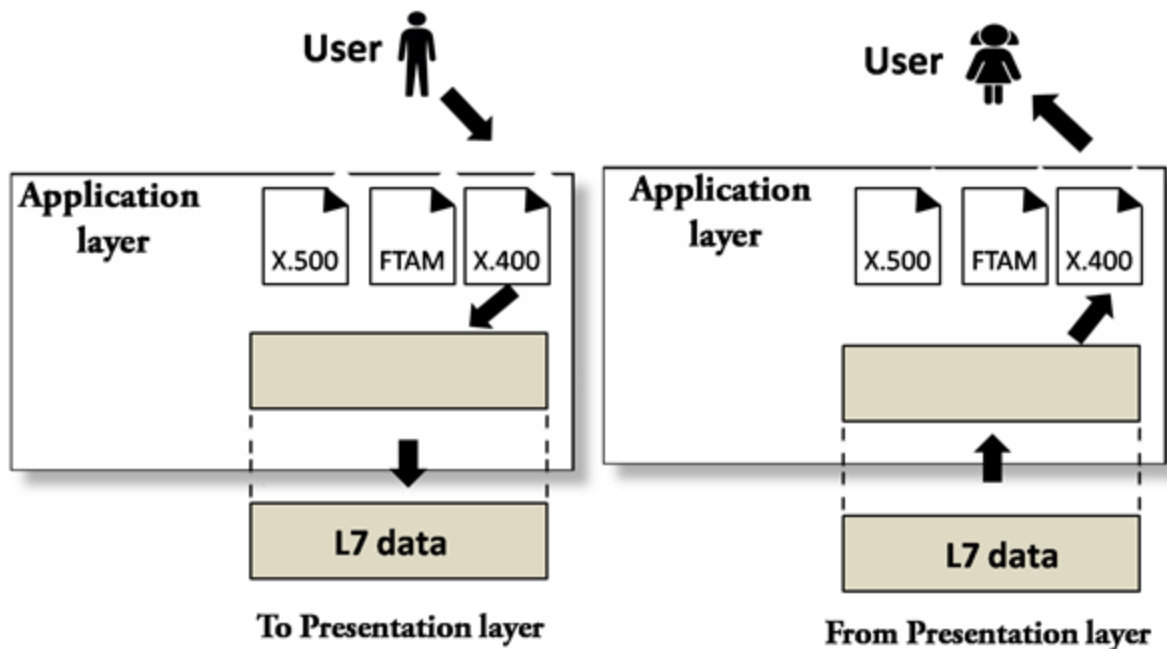 User
Application
layer
X.500 FTAM X.400
L7 data
To Presentation layer
User
Application
layer
X.500 FTAM X.400
L7 data
From Presentation layer